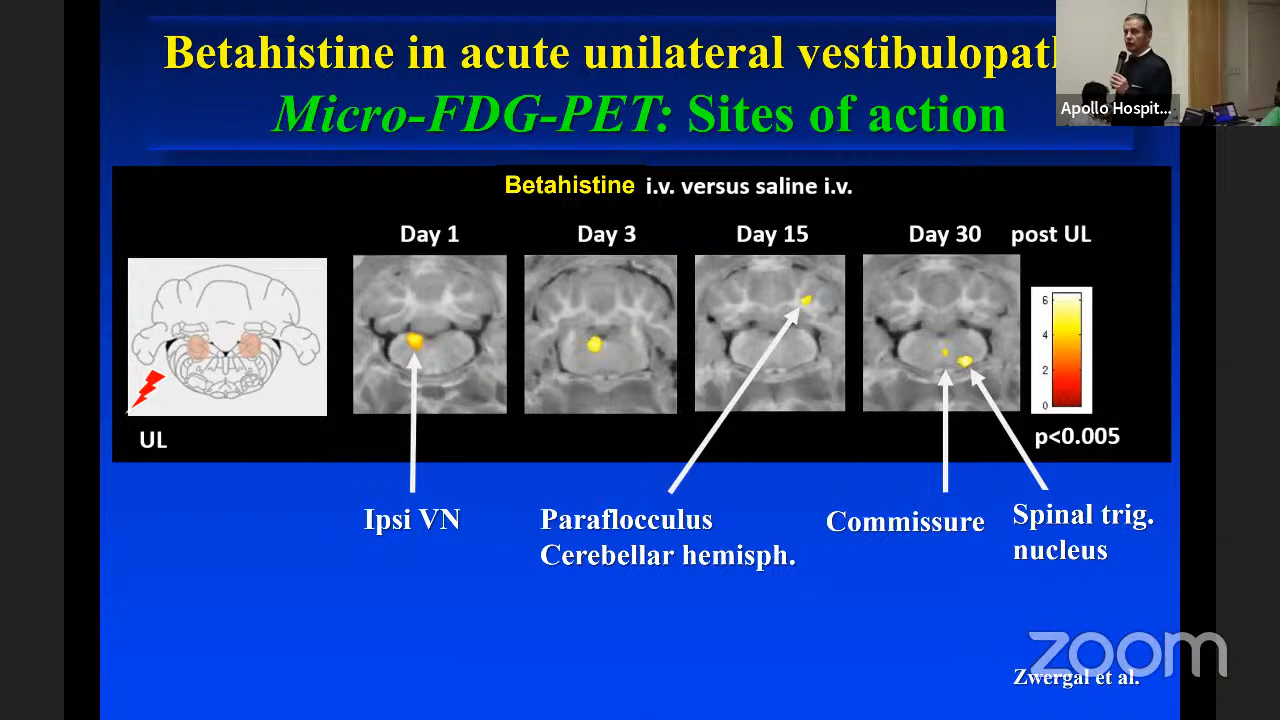 Betahistine in acute unilateral
Micro-FDG-PET: Sites of action
Apollo Hospit...
Betahistine i.v. versus saline i.v.
Day 1 Day 3 Day 15 Day 30 post UL
6
4
2
0
UL
p<0.005
Ipsi VN
Paraflocculus
Cerebellar hemisph.
Commissure
Spinal trig.
nucleus
zoom
Zwergal et al.